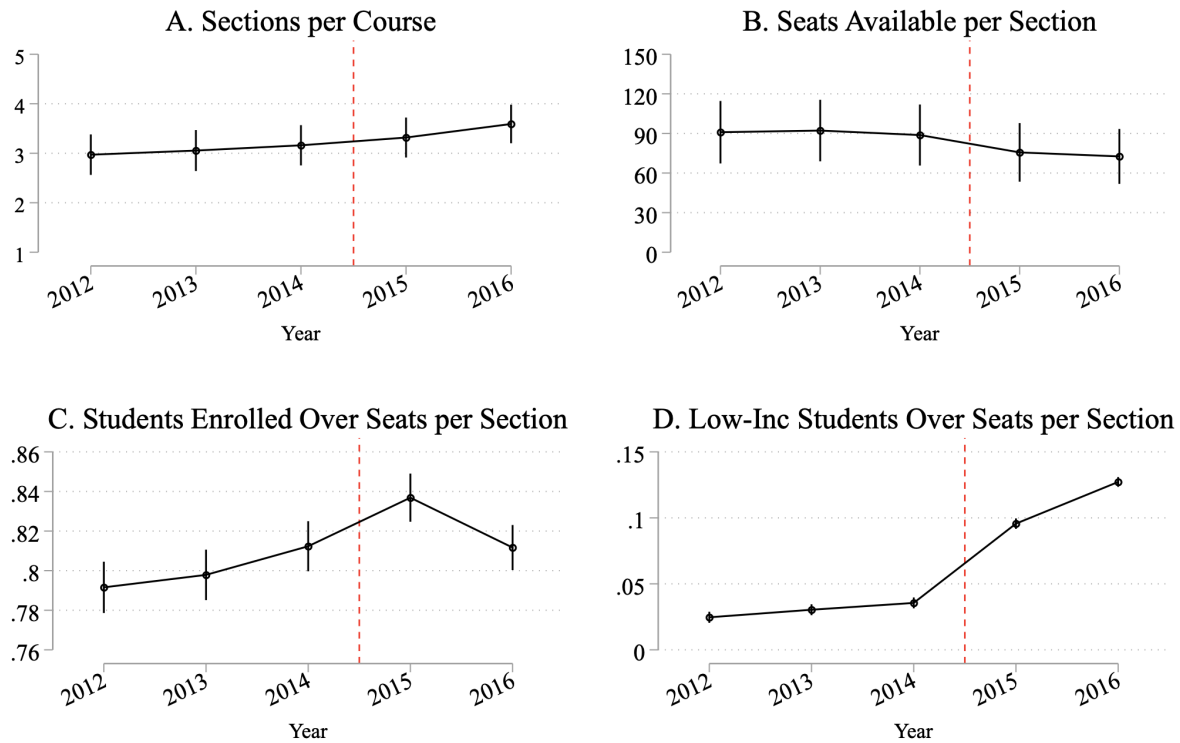 A. Sections per Course
5
4
3
2
1
2012 2013 2014 2015 2016
Year
B. Seats Available per Section
150
120
90
60
30
0
2012 2013 2014 2015 2016
Year
C. Students Enrolled Over Seats per Section
.86
.84
.82
.8
.78
.76
2012 2013 2014 2015 2016
Year
D. Low-Inc Students Over Seats per Section
.15
.1
.05
0
2012 2013 2014 2015 2016
Year